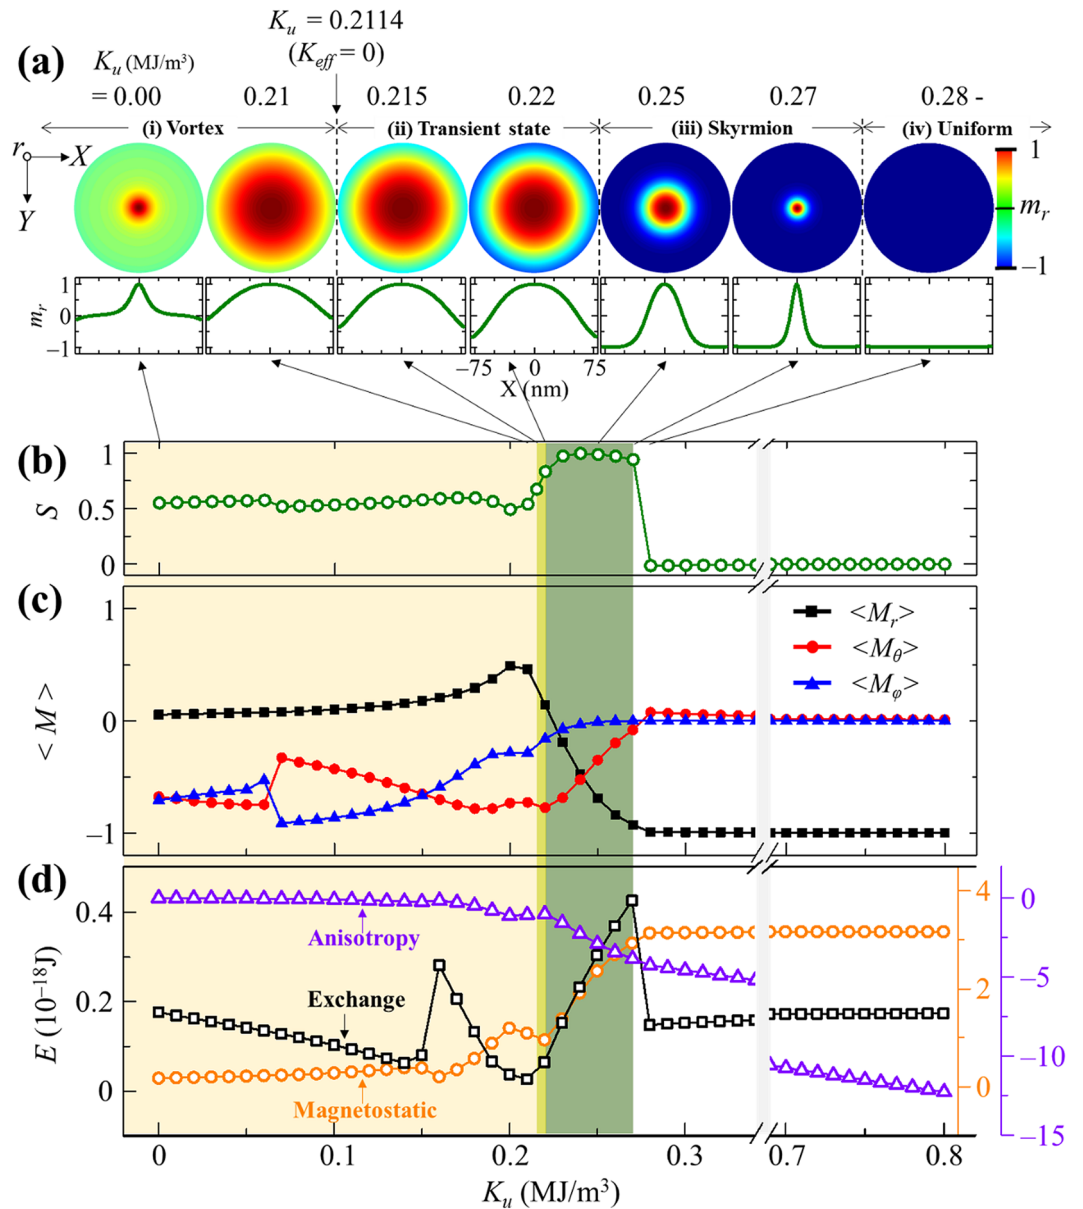 K_u = 0.2114
(K_eff = 0)
(a)
K_u (MJ/m³)
= 0.00 0.21 0.215 0.22 0.25 0.27 0.28 -
(i) Vortex (ii) Transient state (iii) Skyrmion (iv) Uniform
r X
Y
1
m_r
−1
m_r
1
0
−1
−75 0 75
X (nm)
(b)
S
1
0.5
0
(c)
<M>
1
0
−1
<M_r>
<M_θ>
<M_φ>
(d)
E (10⁻¹⁸J)
0.4
0.2
0
Anisotropy
Exchange
Magnetostatic
4
2
0
0
−5
−10
−15
0 0.1 0.2 0.3 0.7 0.8
K_u (MJ/m³)